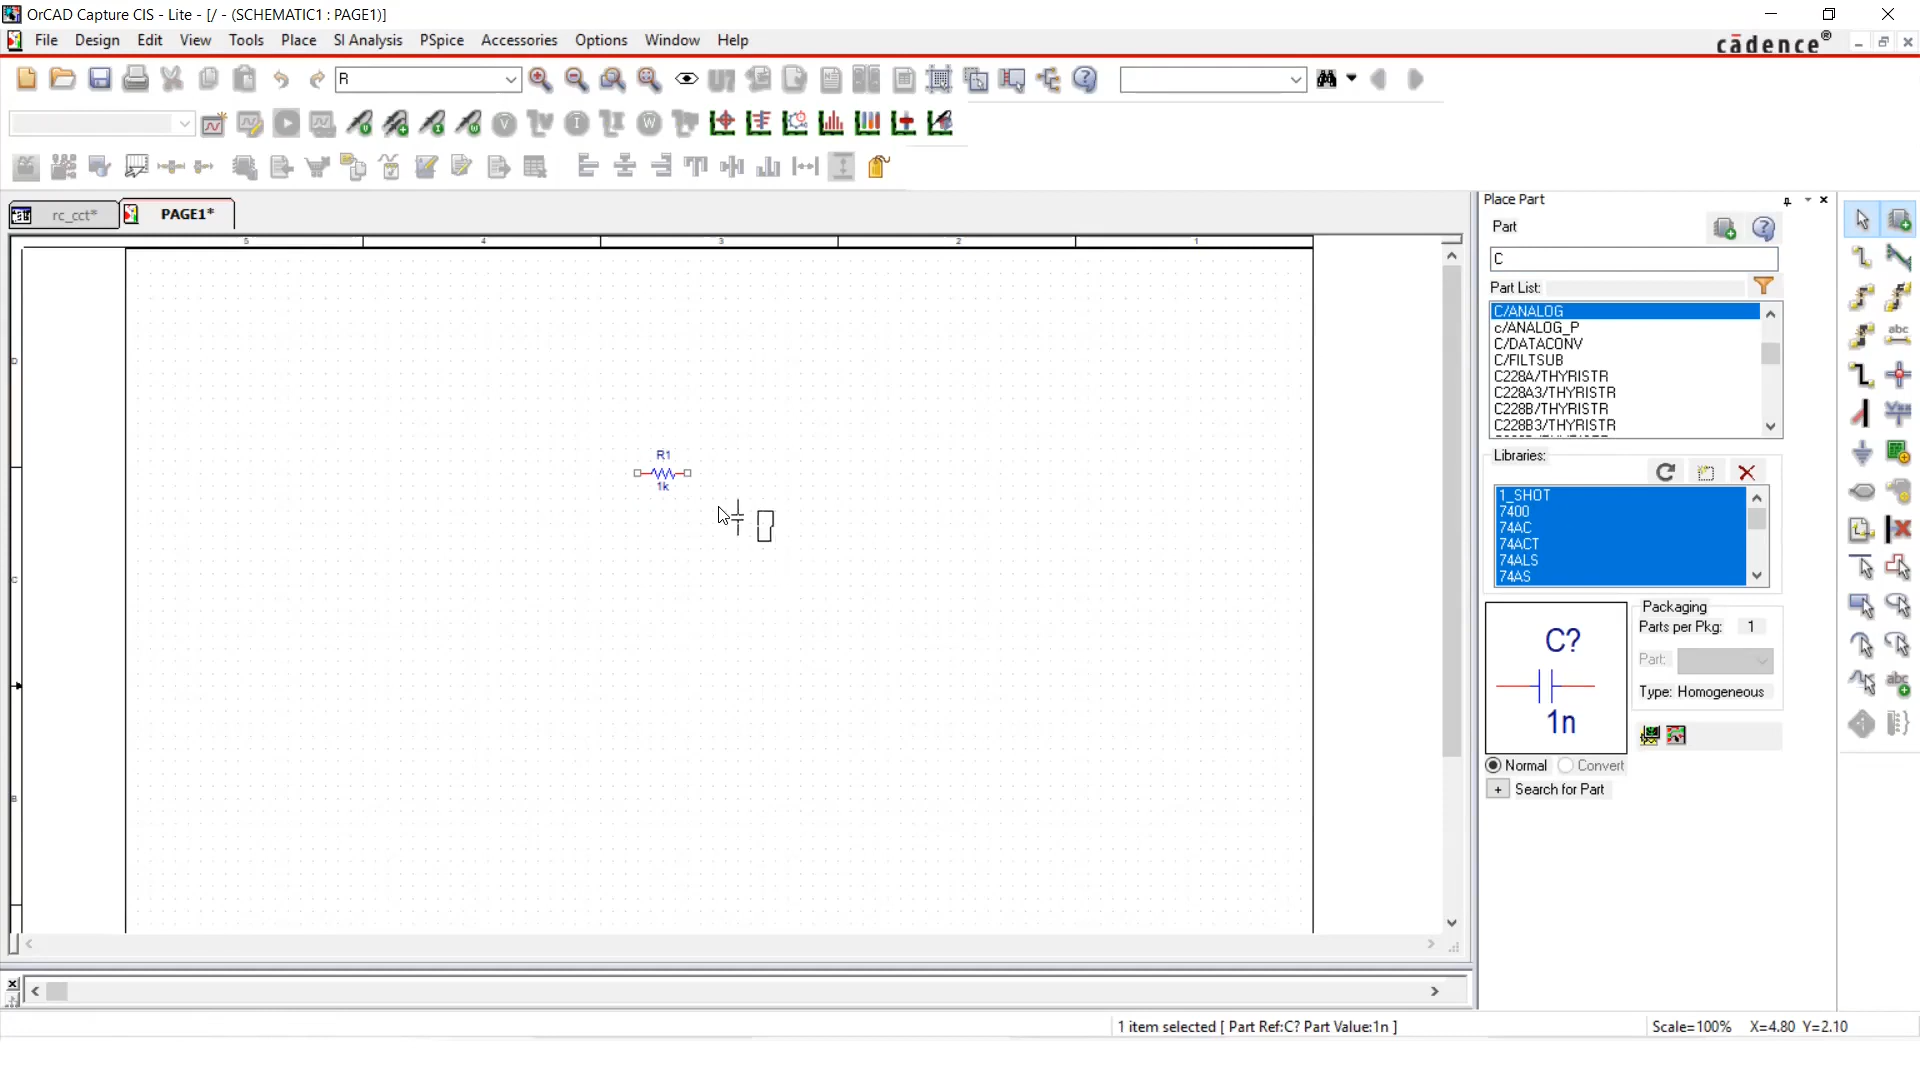 OrCAD Capture CIS - Lite - [/ - (SCHEMATIC1 : PAGE1)]
File Design Edit View Tools Place SI Analysis PSpice Accessories Options Window Help
cādence®
R
U?
V I W
rc_cct* PAGE1*
5 4 3 2 1
D
C
B
R1
1k
Place Part
Part
C
Part List:
C/ANALOG
c/ANALOG_P
C/DATACONV
C/FILTSUB
C228A/THYRISTR
C228A3/THYRISTR
C228B/THYRISTR
C228B3/THYRISTR
Libraries:
1_SHOT
7400
74AC
74ACT
74ALS
74AS
C?
1n
Packaging
Parts per Pkg: 1
Part:
Type: Homogeneous
Normal Convert
+ Search for Part
abc
abc
1 item selected [ Part Ref:C? Part Value:1n ]
Scale=100% X=4.80 Y=2.10